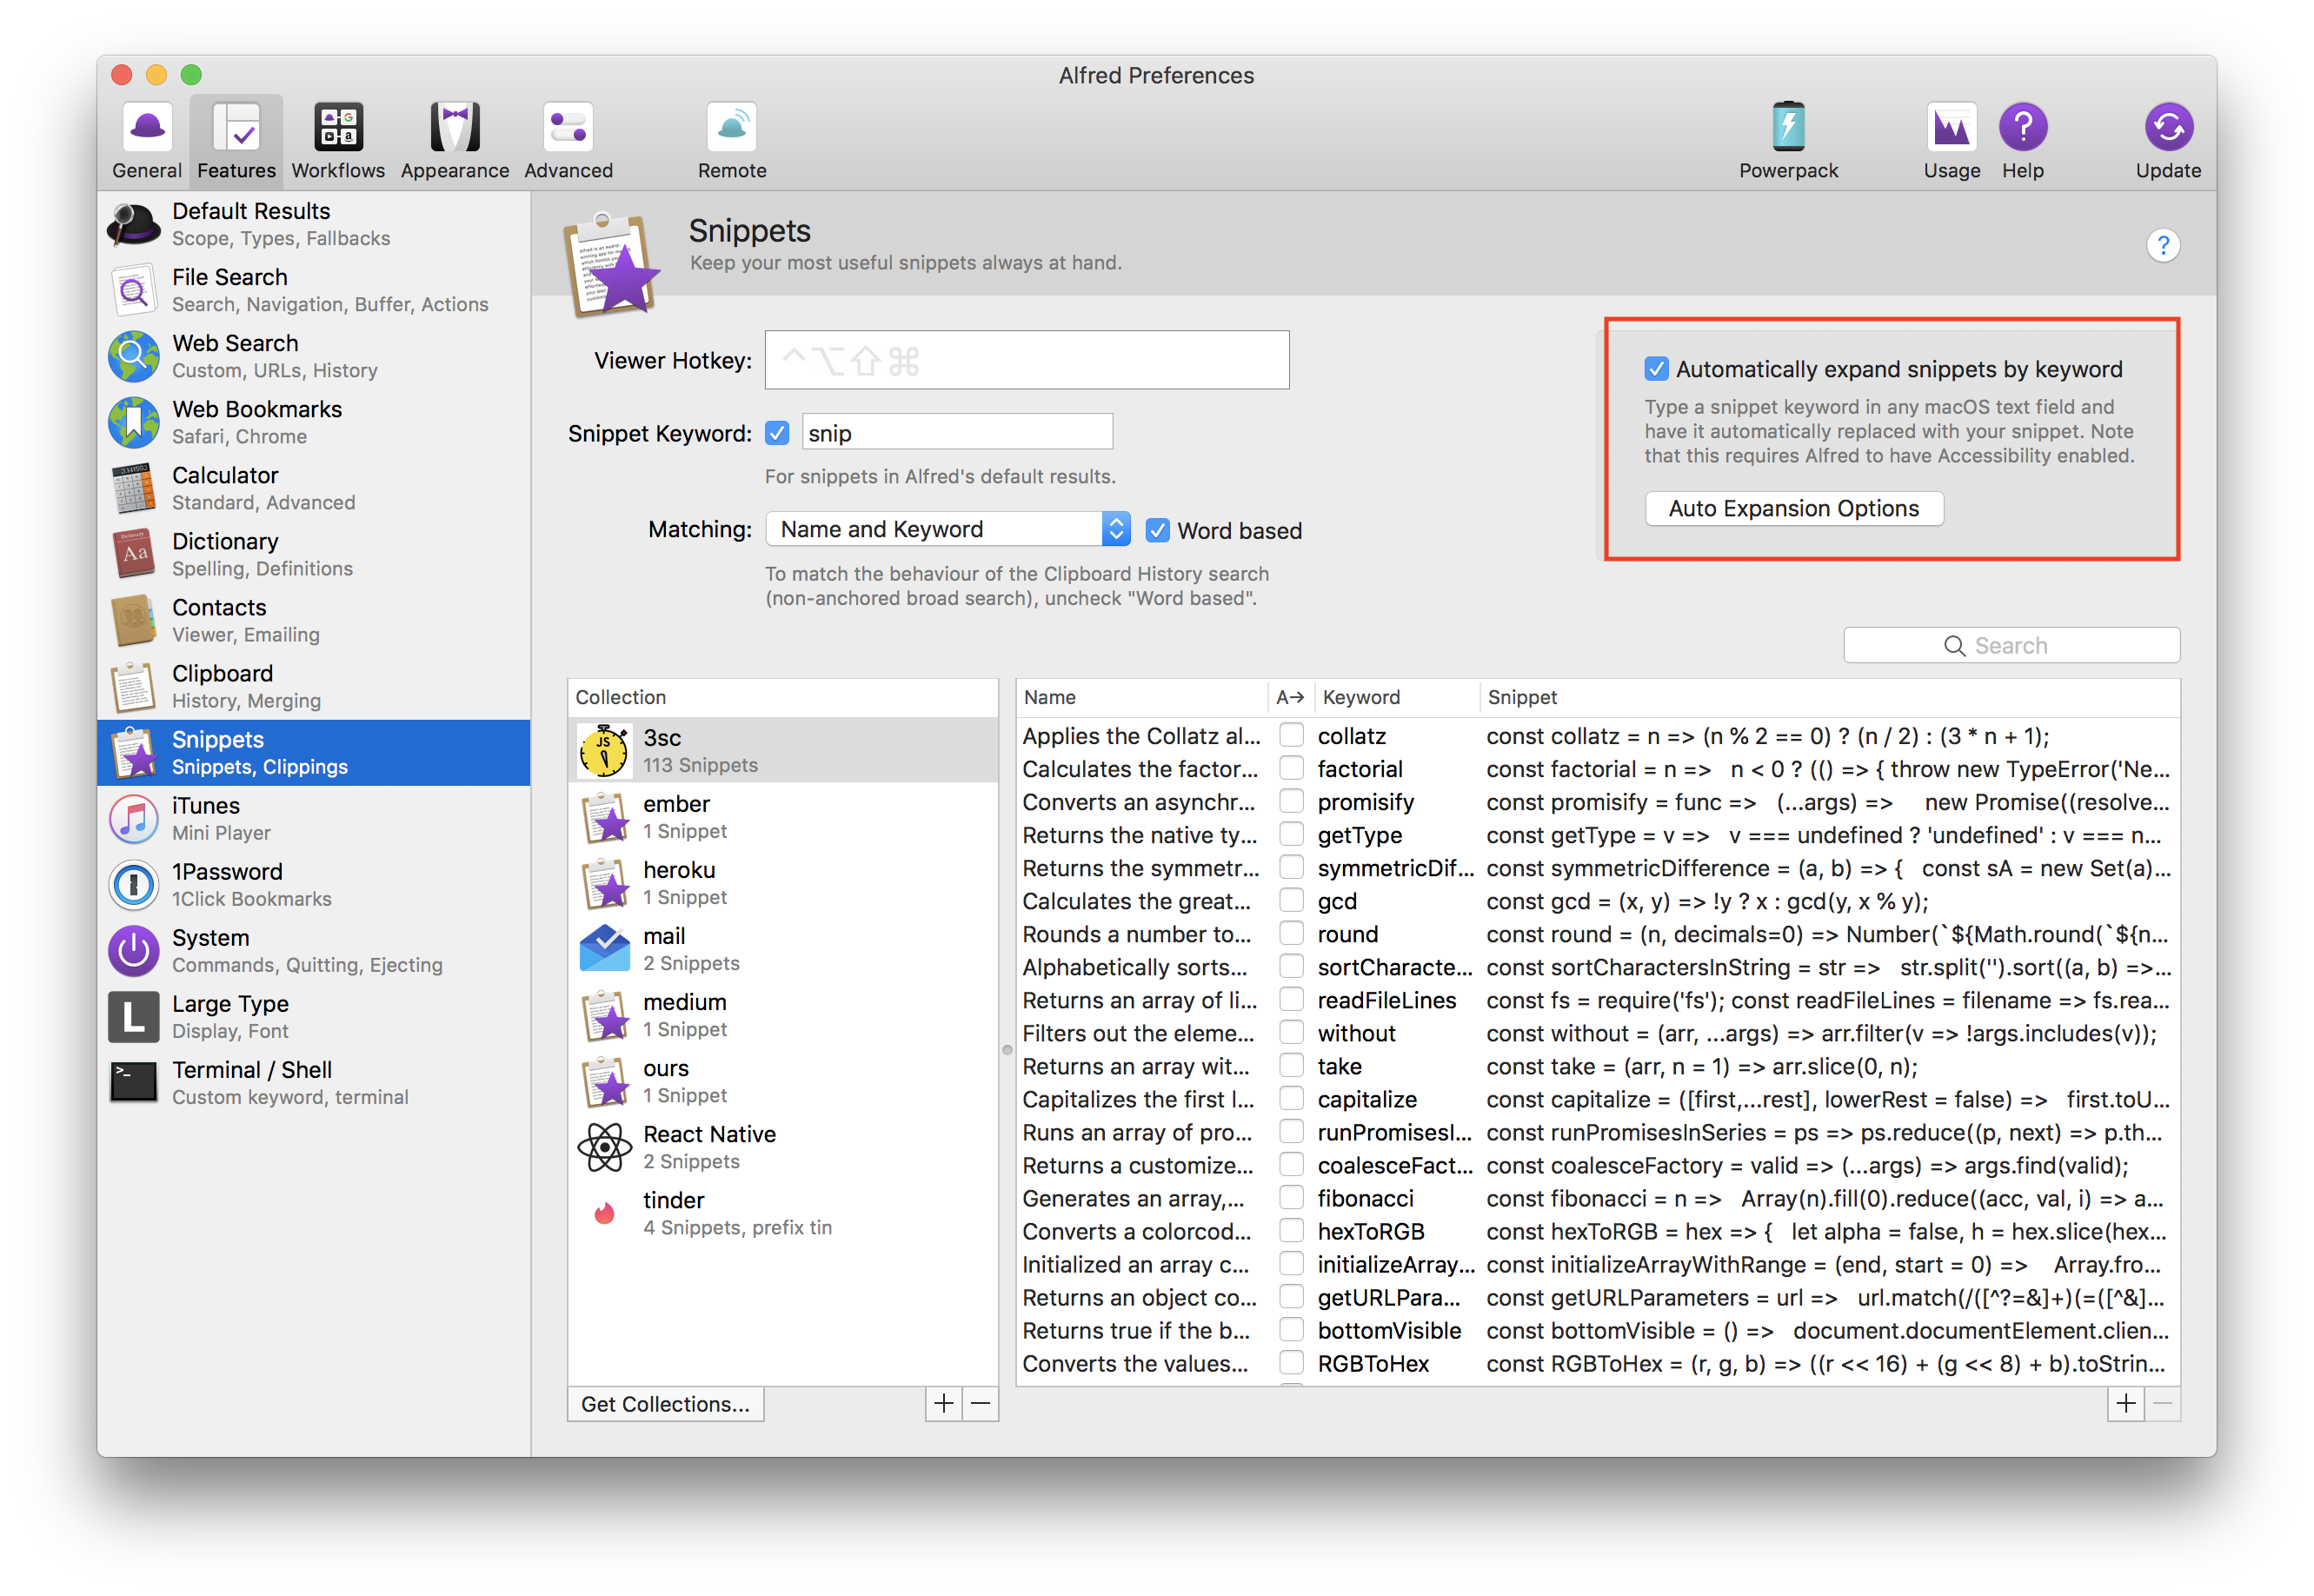 Alfred Preferences
General
Features
Workflows
Appearance
Advanced
Remote
Powerpack
Usage
Help
Update
Default Results
Scope, Types, Fallbacks
File Search
Search, Navigation, Buffer, Actions
Web Search
Custom, URLs, History
Web Bookmarks
Safari, Chrome
Calculator
Standard, Advanced
Dictionary
Spelling, Definitions
Contacts
Viewer, Emailing
Clipboard
History, Merging
Snippets
Snippets, Clippings
iTunes
Mini Player
1Password
1Click Bookmarks
System
Commands, Quitting, Ejecting
Large Type
Display, Font
Terminal / Shell
Custom keyword, terminal
Snippets
Keep your most useful snippets always at hand.
?
Viewer Hotkey: ^⌥⇧⌘
Snippet Keyword: snip
For snippets in Alfred's default results.
Matching: Name and Keyword Word based
To match the behaviour of the Clipboard History search
(non-anchored broad search), uncheck "Word based".
Automatically expand snippets by keyword
Type a snippet keyword in any macOS text field and
have it automatically replaced with your snippet. Note
that this requires Alfred to have Accessibility enabled.
Auto Expansion Options
Search
Collection
3sc
113 Snippets
ember
1 Snippet
heroku
1 Snippet
mail
2 Snippets
medium
1 Snippet
ours
1 Snippet
React Native
2 Snippets
tinder
4 Snippets, prefix tin
Get Collections...
+ −
Name A→ Keyword Snippet
Applies the Collatz al... collatz const collatz = n => (n % 2 == 0) ? (n / 2) : (3 * n + 1);
Calculates the factor... factorial const factorial = n => n < 0 ? (() => { throw new TypeError('Ne...
Converts an asynchr... promisify const promisify = func => (...args) => new Promise((resolve...
Returns the native ty... getType const getType = v => v === undefined ? 'undefined' : v === n...
Returns the symmetr... symmetricDif... const symmetricDifference = (a, b) => { const sA = new Set(a)...
Calculates the great... gcd const gcd = (x, y) => !y ? x : gcd(y, x % y);
Rounds a number to... round const round = (n, decimals=0) => Number(`${Math.round(`${n...
Alphabetically sorts... sortCharacte... const sortCharactersInString = str => str.split('').sort((a, b) =>...
Returns an array of li... readFileLines const fs = require('fs'); const readFileLines = filename => fs.rea...
Filters out the eleme... without const without = (arr, ...args) => arr.filter(v => !args.includes(v));
Returns an array wit... take const take = (arr, n = 1) => arr.slice(0, n);
Capitalizes the first l... capitalize const capitalize = ([first,...rest], lowerRest = false) => first.toU...
Runs an array of pro... runPromisesI... const runPromisesInSeries = ps => ps.reduce((p, next) => p.th...
Returns a customize... coalesceFact... const coalesceFactory = valid => (...args) => args.find(valid);
Generates an array,... fibonacci const fibonacci = n => Array(n).fill(0).reduce((acc, val, i) => a...
Converts a colorcod... hexToRGB const hexToRGB = hex => { let alpha = false, h = hex.slice(hex...
Initialized an array c... initializeArray... const initializeArrayWithRange = (end, start = 0) => Array.fro...
Returns an object co... getURLPara... const getURLParameters = url => url.match(/([^?=&]+)(=([^&]...
Returns true if the b... bottomVisible const bottomVisible = () => document.documentElement.clien...
Converts the values... RGBToHex const RGBToHex = (r, g, b) => ((r << 16) + (g << 8) + b).toStrin...
+ −